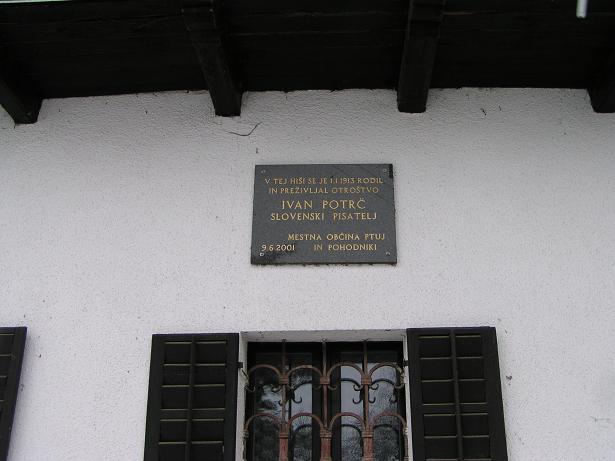 V TEJ HIŠI SE JE 1.1.1913 RODIL
IN PREŽIVLJAL OTROŠTVO
IVAN POTRČ
SLOVENSKI PISATELJ
MESTNA OBČINA PTUJ
9.6.2001 IN POHODNIKI